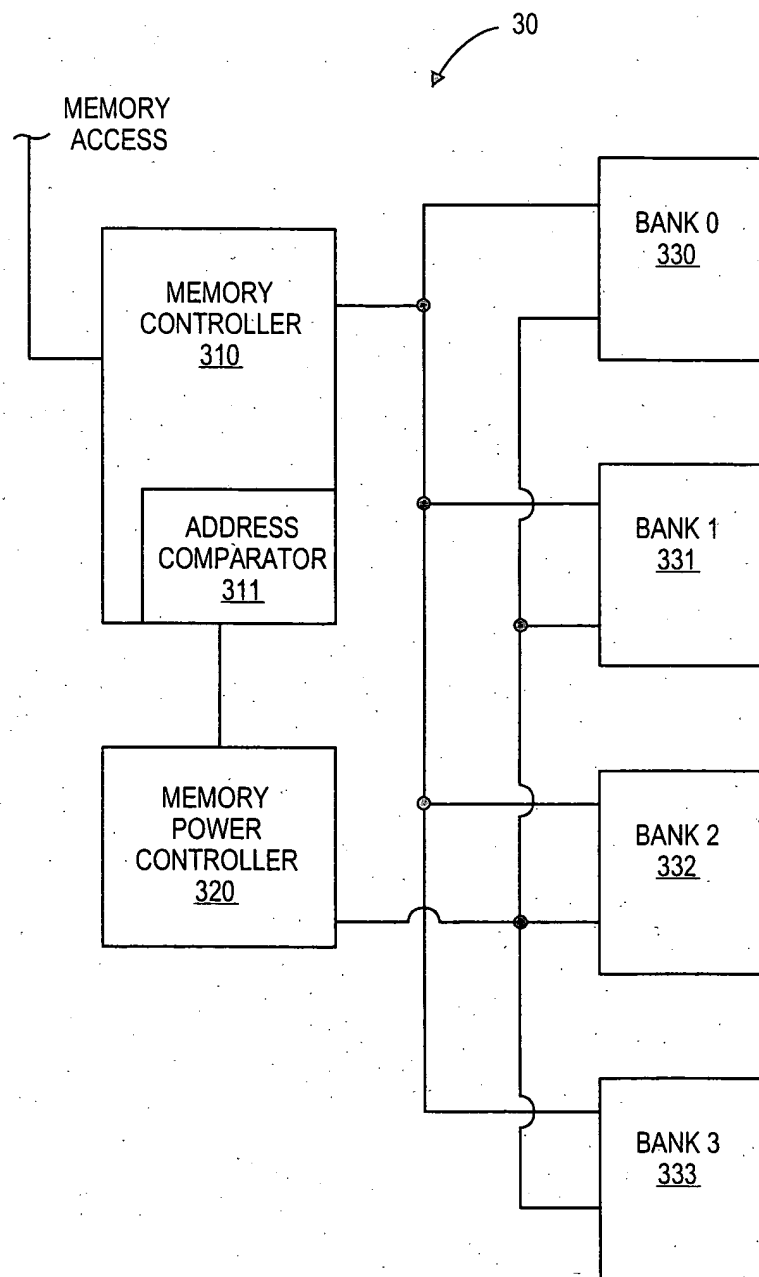 30
MEMORY
ACCESS
MEMORY
CONTROLLER
310
ADDRESS
COMPARATOR
311
MEMORY
POWER
CONTROLLER
320
BANK 0
330
BANK 1
331
BANK 2
332
BANK 3
333